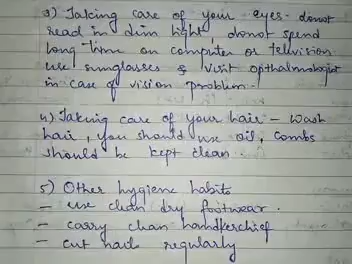 3) Taking care of your eyes - donot
read in dim light, donot spend
long time on computer or television
use sunglasses & visit opthalmologist
in case of vision problem.
4) Taking care of your hair - wash
hair, you should use oil, combs
should be kept clean.
5) Other hygiene habits
- use clean dry footwear.
- carry clean handkerchief
- cut nails regularly